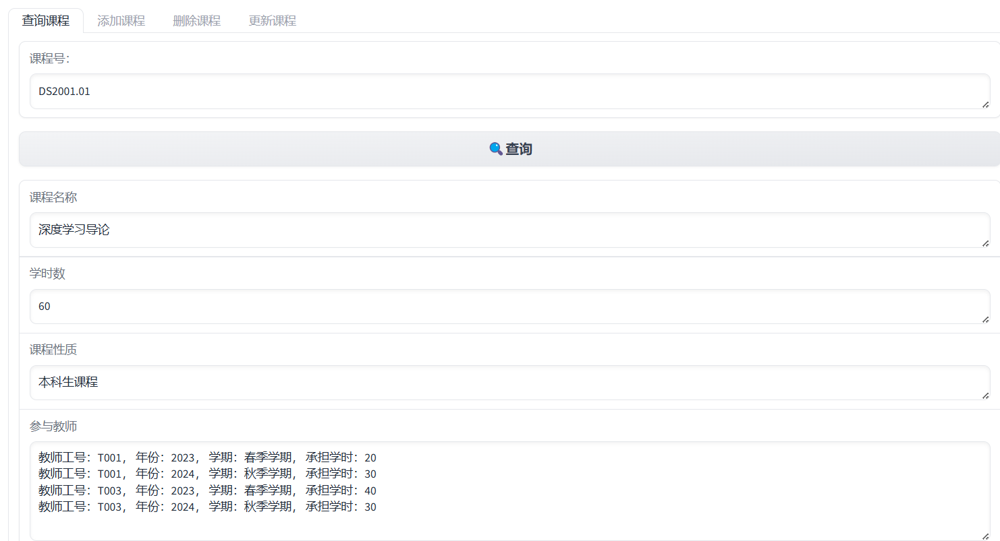 查询课程 添加课程 删除课程 更新课程
课程号：
DS2001.01
查询
课程名称
深度学习导论
学时数
60
课程性质
本科生课程
参与教师
教师工号：T001， 年份：2023， 学期：春季学期， 承担学时：20
教师工号：T001， 年份：2024， 学期：秋季学期， 承担学时：30
教师工号：T003， 年份：2023， 学期：春季学期， 承担学时：40
教师工号：T003， 年份：2024， 学期：秋季学期， 承担学时：30